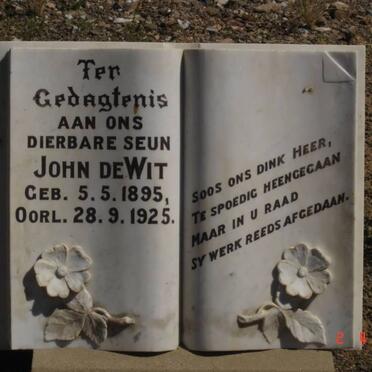 Ter
Gedagtenis
AAN ONS
DIERBARE SEUN
JOHN DEWIT
GEB. 5.5.1895,
OORL. 28.9.1925.
SOOS ONS DINK HEER,
TE SPOEDIG HEENGEGAAN
MAAR IN U RAAD
SY WERK REEDS AFGEDAAN.